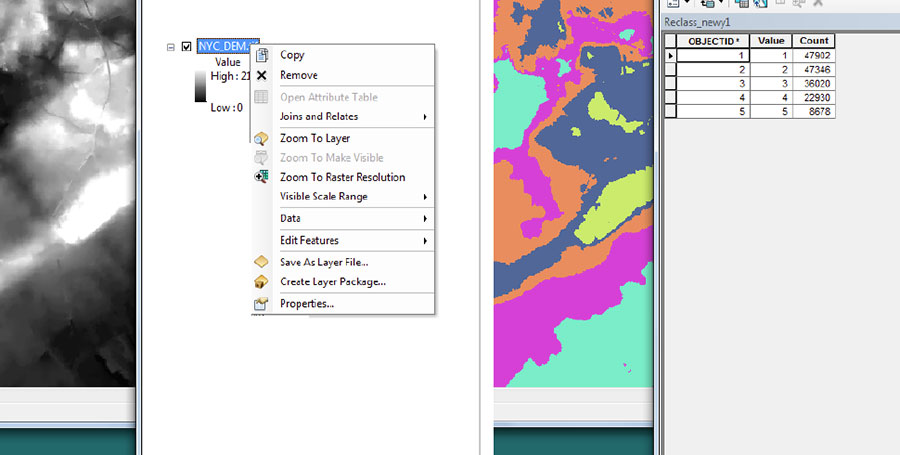 NYC_DEM.
Value
High : 21
Low : 0
Copy
Remove
Open Attribute Table
Joins and Relates
Zoom To Layer
Zoom To Make Visible
Zoom To Raster Resolution
Visible Scale Range
Data
Edit Features
Save As Layer File...
Create Layer Package...
Properties...
Reclass_newy1
OBJECTID * Value Count
1 1 47902
2 2 47346
3 3 36020
4 4 22930
5 5 8678